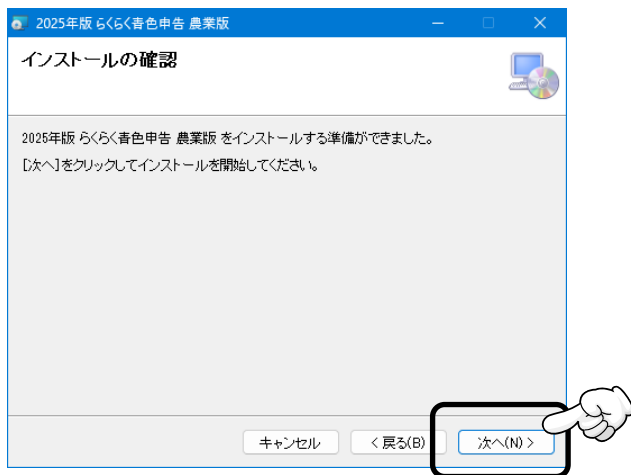 2025年版 らくらく青色申告 農業版
インストールの確認
2025年版 らくらく青色申告 農業版 をインストールする準備ができました。
[次へ]をクリックしてインストールを開始してください。
キャンセル
< 戻る(B)
次へ(N) >